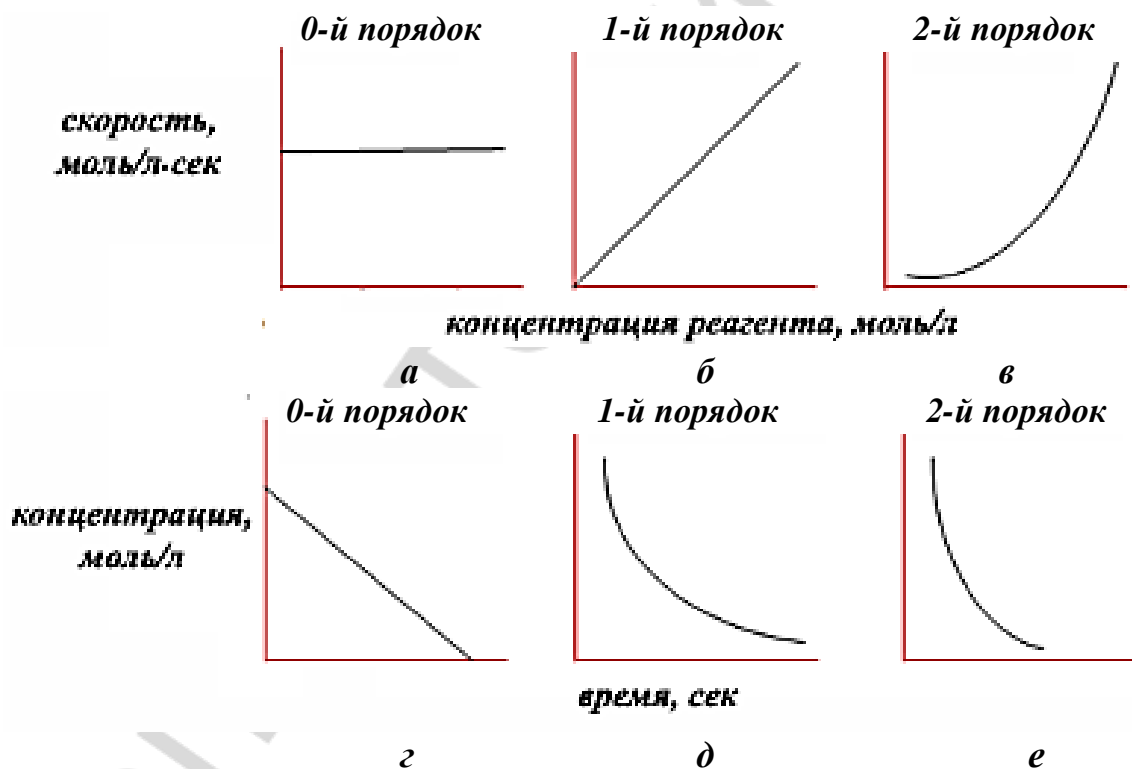 0-й порядок 1-й порядок 2-й порядок
скорость,
моль/л·сек
концентрация реагента, моль/л
а б в
0-й порядок 1-й порядок 2-й порядок
концентрация,
моль/л
время, сек
г д е